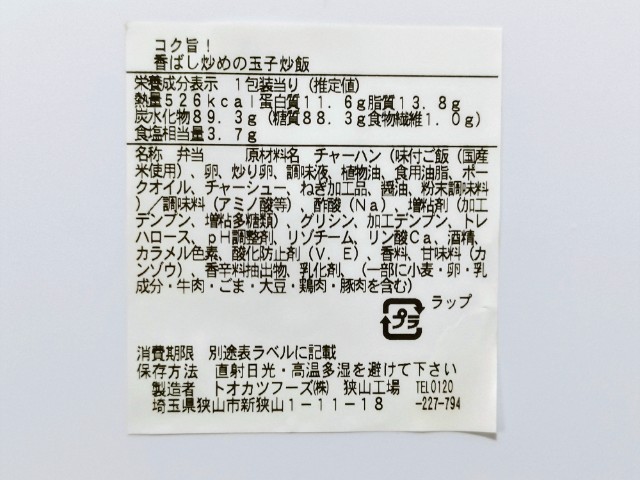 コク旨!
香ばし炒めの玉子炒飯
栄養成分表示 1包装当り(推定値)
熱量526kcal蛋白質11.6g脂質13.8g
炭水化物89.3g(糖質88.3g食物繊維1.0g)
食塩相当量3.7g
名称 弁当 原材料名 チャーハン(味付ご飯(国産
米使用)、卵、炒り卵、調味液、植物油、食用油脂、ポー
クオイル、チャーシュー、ねぎ加工品、醤油、粉末調味料
)/調味料(アミノ酸等)、酢酸(Na)、増粘剤(加工
デンプン、増粘多糖類)、グリシン、加工デンプン、トレ
ハロース、pH調整剤、リゾチーム、リン酸Ca、酒精、
カラメル色素、酸化防止剤(V.E)、香料、甘味料(カ
ンゾウ)、香辛料抽出物、乳化剤、(一部に小麦・卵・乳
成分・牛肉・ごま・大豆・鶏肉・豚肉を含む)
プラ ラップ
消費期限 別途表ラベルに記載
保存方法 直射日光・高温多湿を避けて下さい
製造者 トオカツフーズ㈱ 狭山工場 TEL0120
埼玉県狭山市新狭山1-11-18 -227-794